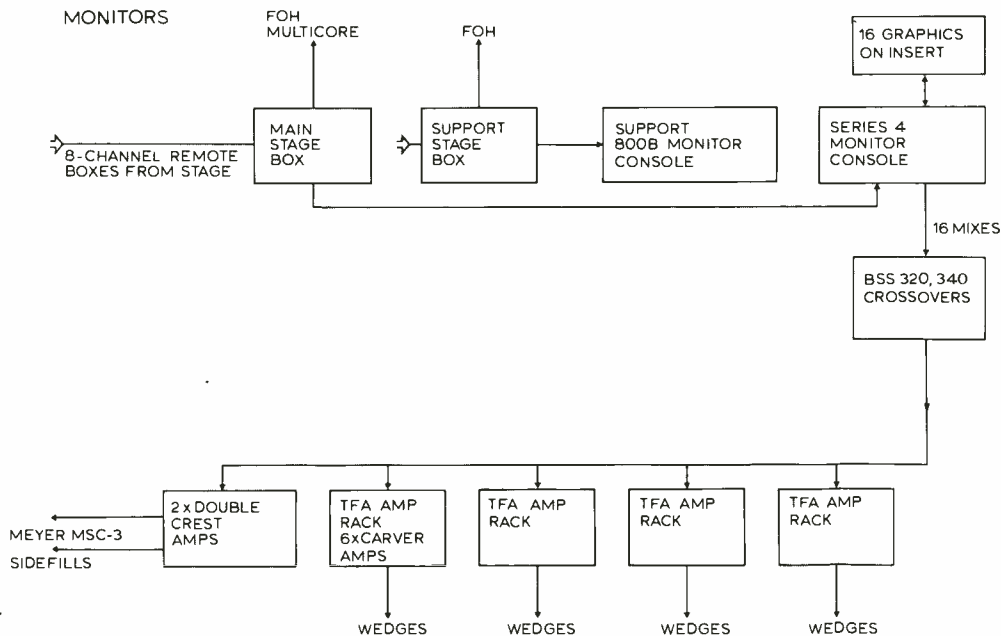 MONITORS
FOH
MULTICORE
FOH
16 GRAPHICS
ON INSERT
8-CHANNEL REMOTE
BOXES FROM STAGE
MAIN
STAGE
BOX
SUPPORT
STAGE
BOX
SUPPORT
800B MONITOR
CONSOLE
SERIES 4
MONITOR
CONSOLE
16 MIXES
BSS 320, 340
CROSSOVERS
MEYER MSC-3
SIDEFILLS
2 x DOUBLE
CREST
AMPS
TFA AMP
RACK
6xCARVER
AMPS
TFA AMP
RACK
TFA AMP
RACK
TFA AMP
RACK
WEDGES
WEDGES
WEDGES
WEDGES